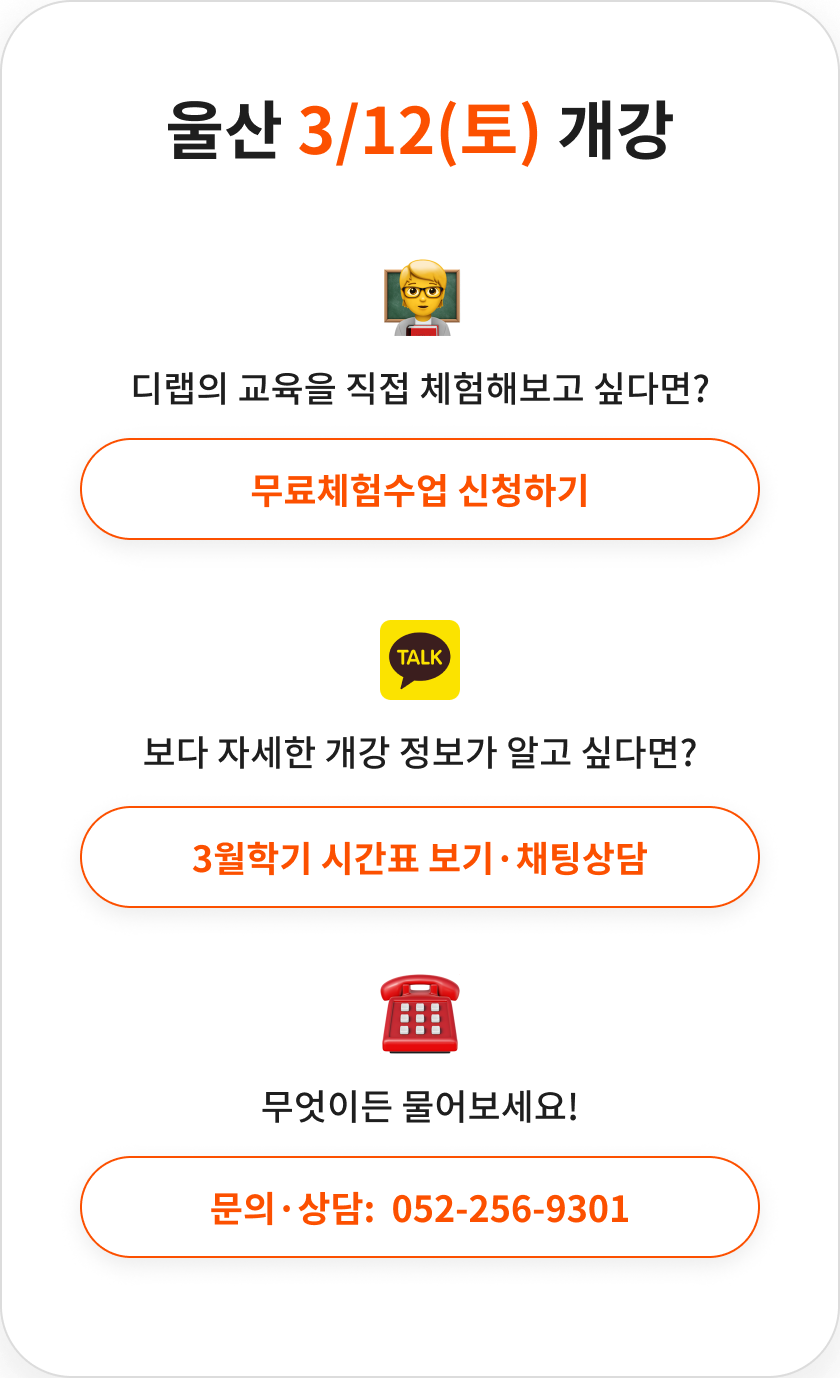 울산 3/12(토) 개강
디랩의 교육을 직접 체험해보고 싶다면?
무료체험수업 신청하기
TALK
보다 자세한 개강 정보가 알고 싶다면?
3월학기 시간표 보기·채팅상담
무엇이든 물어보세요!
문의·상담: 052-256-9301